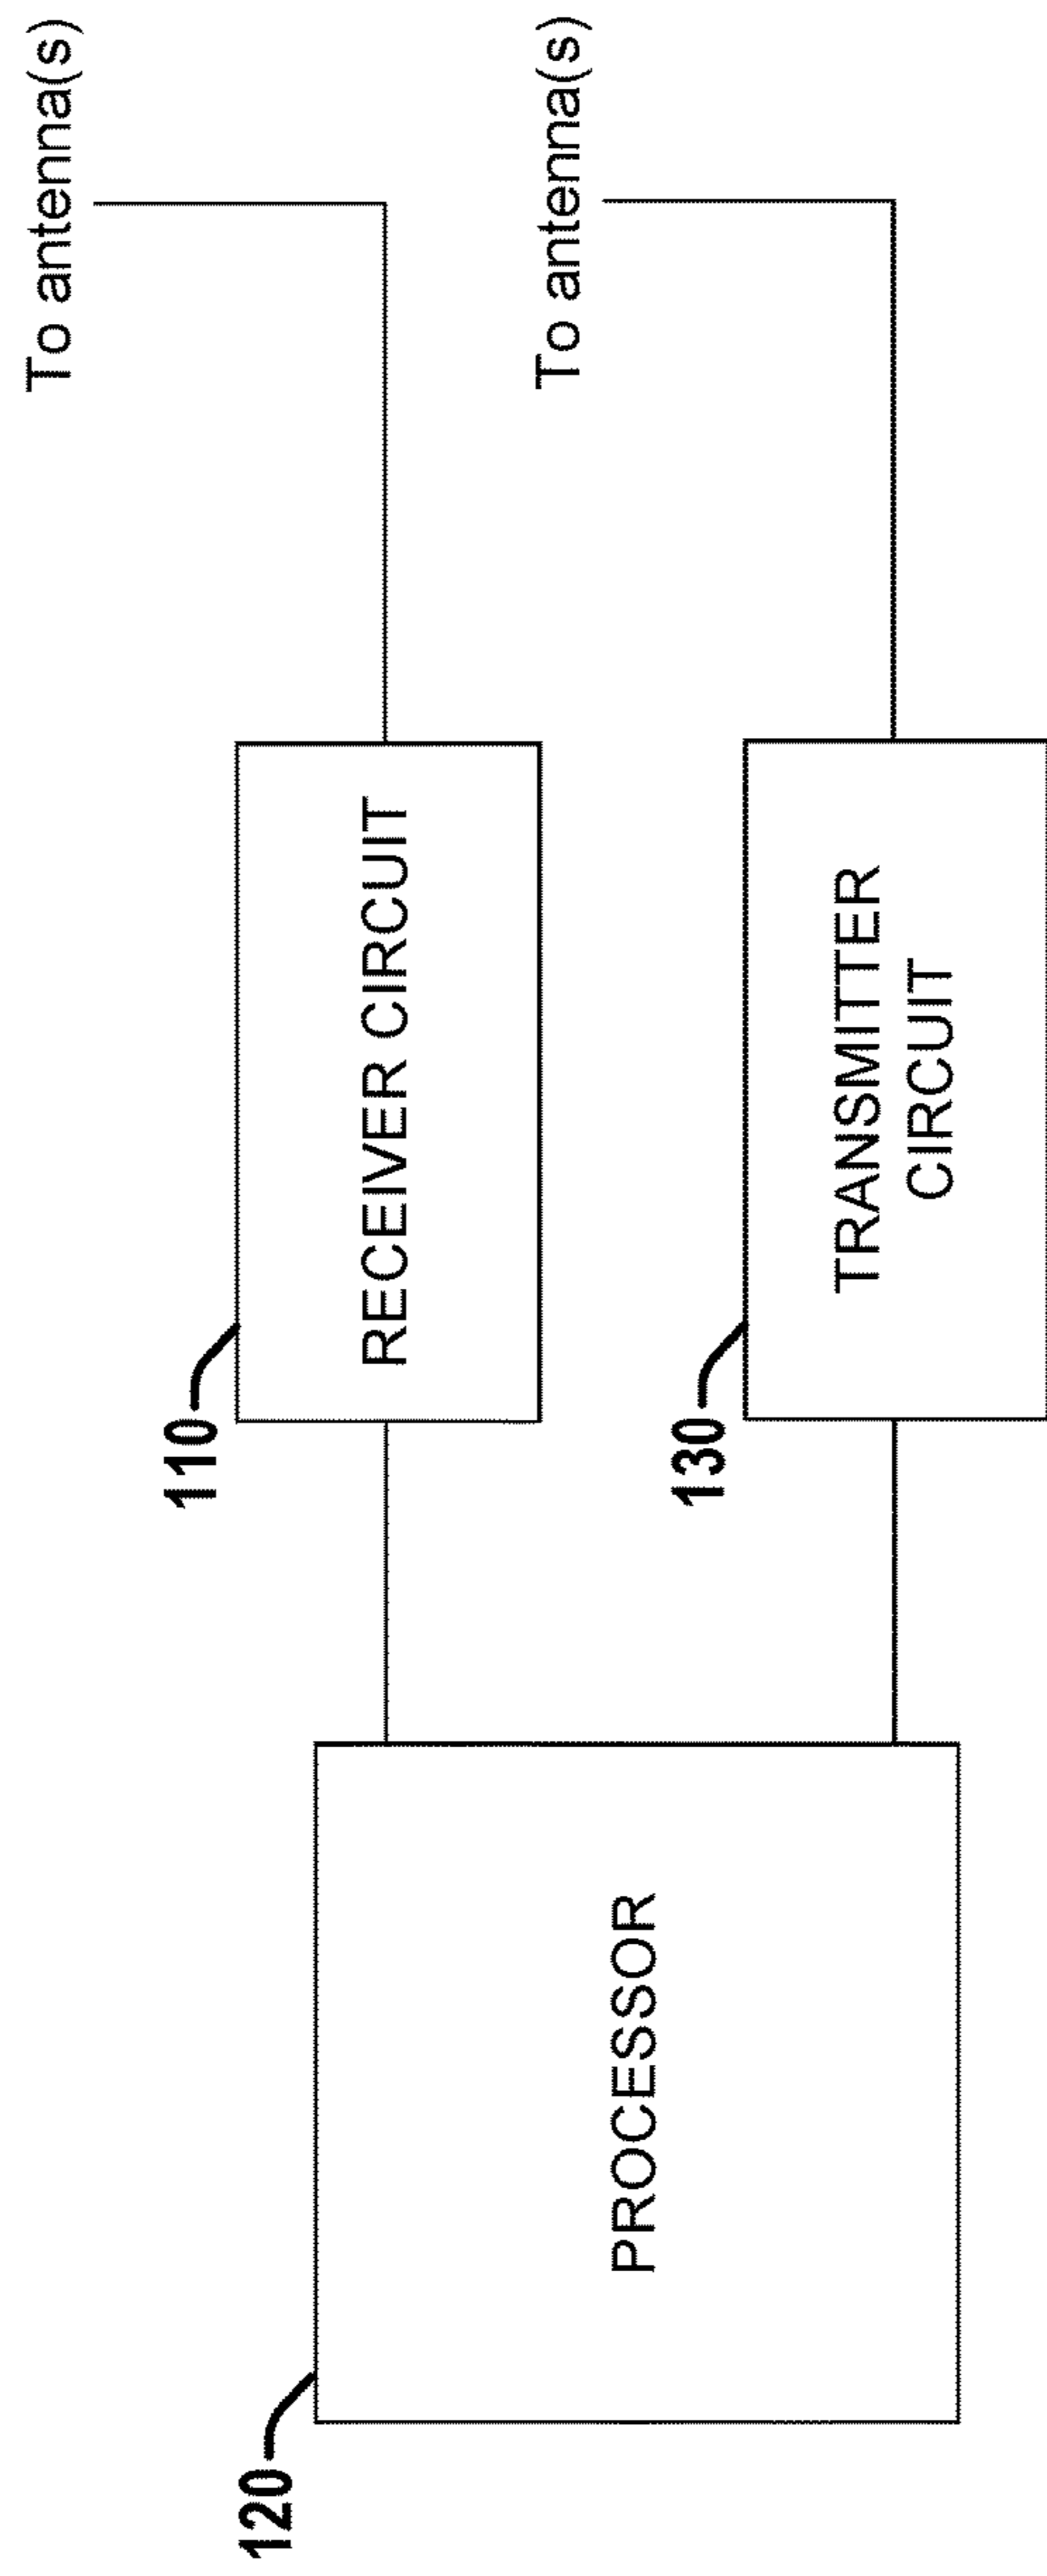 To antenna(s)
110
RECEIVER CIRCUIT
120
PROCESSOR
To antenna(s)
130
TRANSMITTER
CIRCUIT